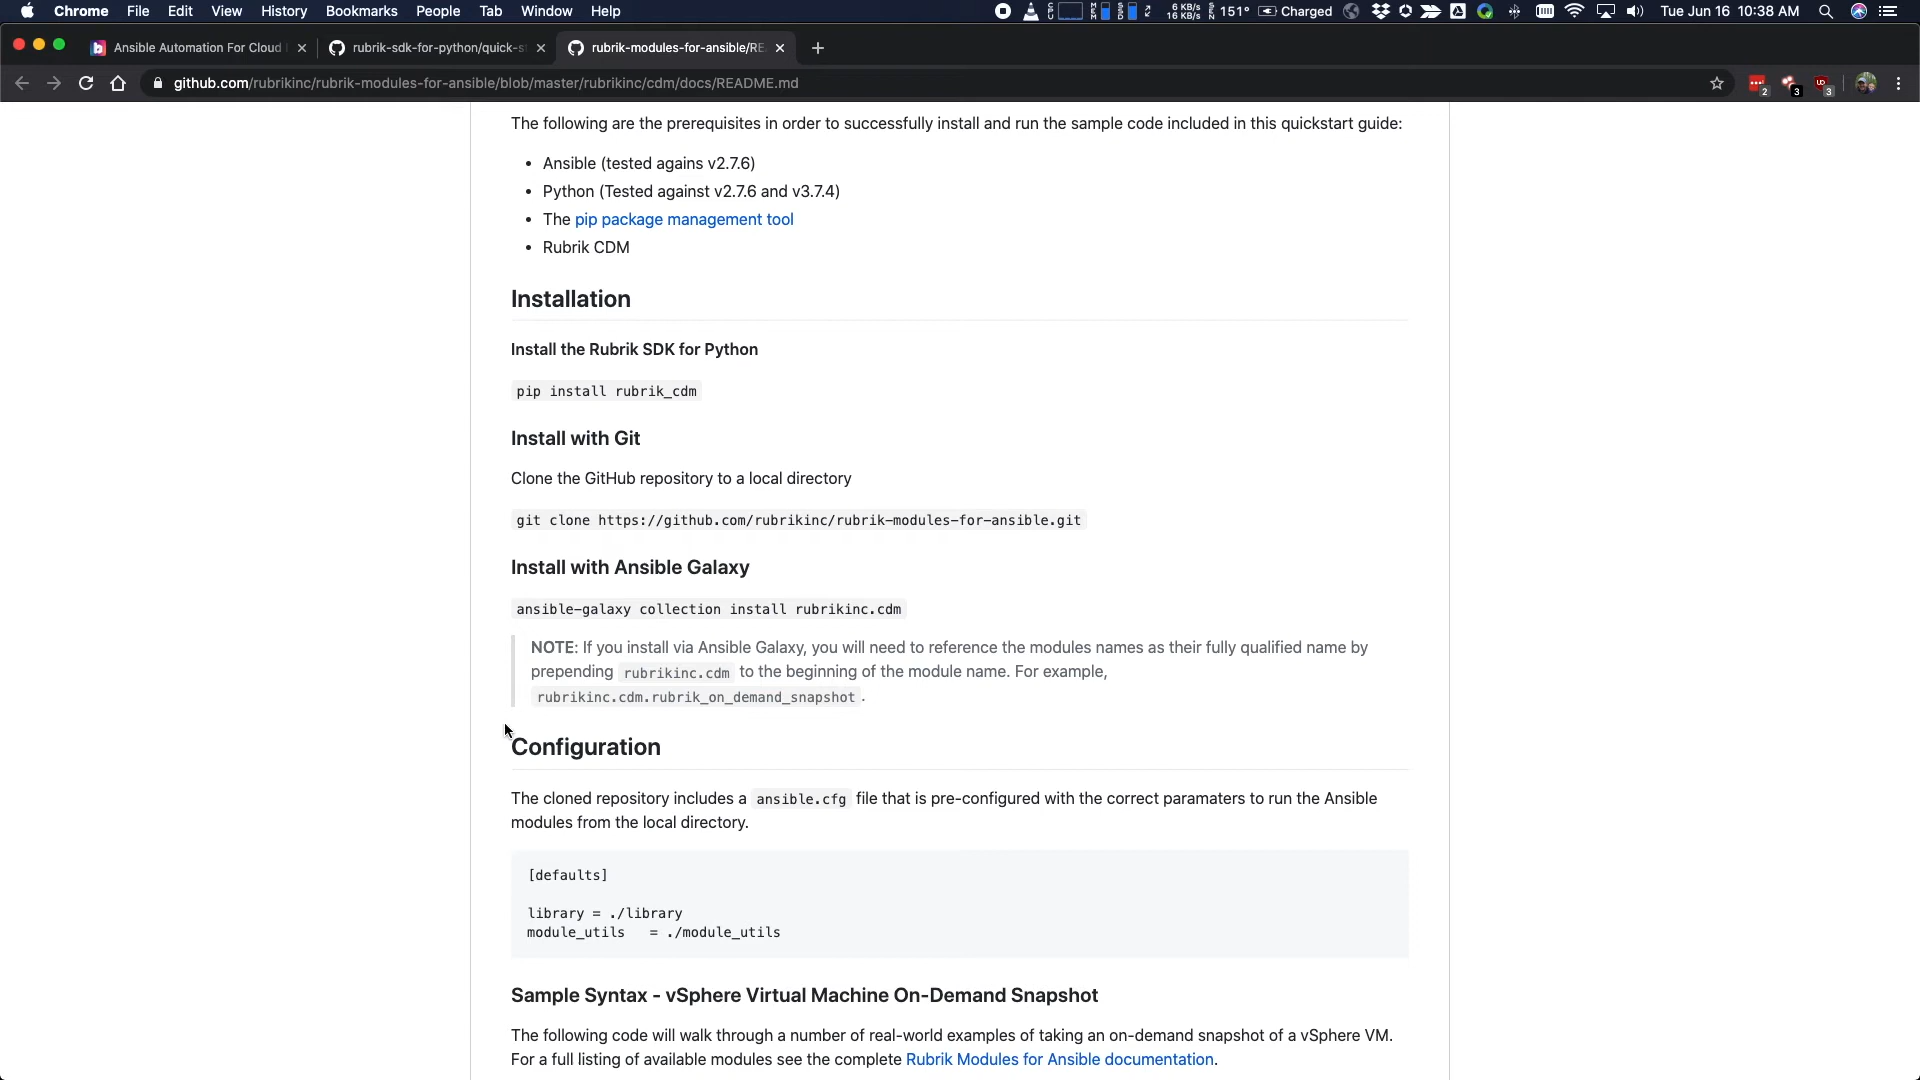 Chrome File Edit View History Bookmarks People Tab Window Help 6 KB/s 16 KB/s 151° Charged Tue Jun 16 10:38 AM
Ansible Automation For Cloud
rubrik-sdk-for-python/quick-s
rubrik-modules-for-ansible/RE
github.com/rubrikinc/rubrik-modules-for-ansible/blob/master/rubrikinc/cdm/docs/README.md 2 3 3
The following are the prerequisites in order to successfully install and run the sample code included in this quickstart guide:
• Ansible (tested agains v2.7.6)
• Python (Tested against v2.7.6 and v3.7.4)
• The pip package management tool
• Rubrik CDM
Installation
Install the Rubrik SDK for Python
pip install rubrik_cdm
Install with Git
Clone the GitHub repository to a local directory
git clone https://github.com/rubrikinc/rubrik-modules-for-ansible.git
Install with Ansible Galaxy
ansible-galaxy collection install rubrikinc.cdm
NOTE: If you install via Ansible Galaxy, you will need to reference the modules names as their fully qualified name by
prepending rubrikinc.cdm to the beginning of the module name. For example,
rubrikinc.cdm.rubrik_on_demand_snapshot .
Configuration
The cloned repository includes a ansible.cfg file that is pre-configured with the correct paramaters to run the Ansible
modules from the local directory.
[defaults]
library = ./library
module_utils = ./module_utils
Sample Syntax - vSphere Virtual Machine On-Demand Snapshot
The following code will walk through a number of real-world examples of taking an on-demand snapshot of a vSphere VM.
For a full listing of available modules see the complete Rubrik Modules for Ansible documentation.